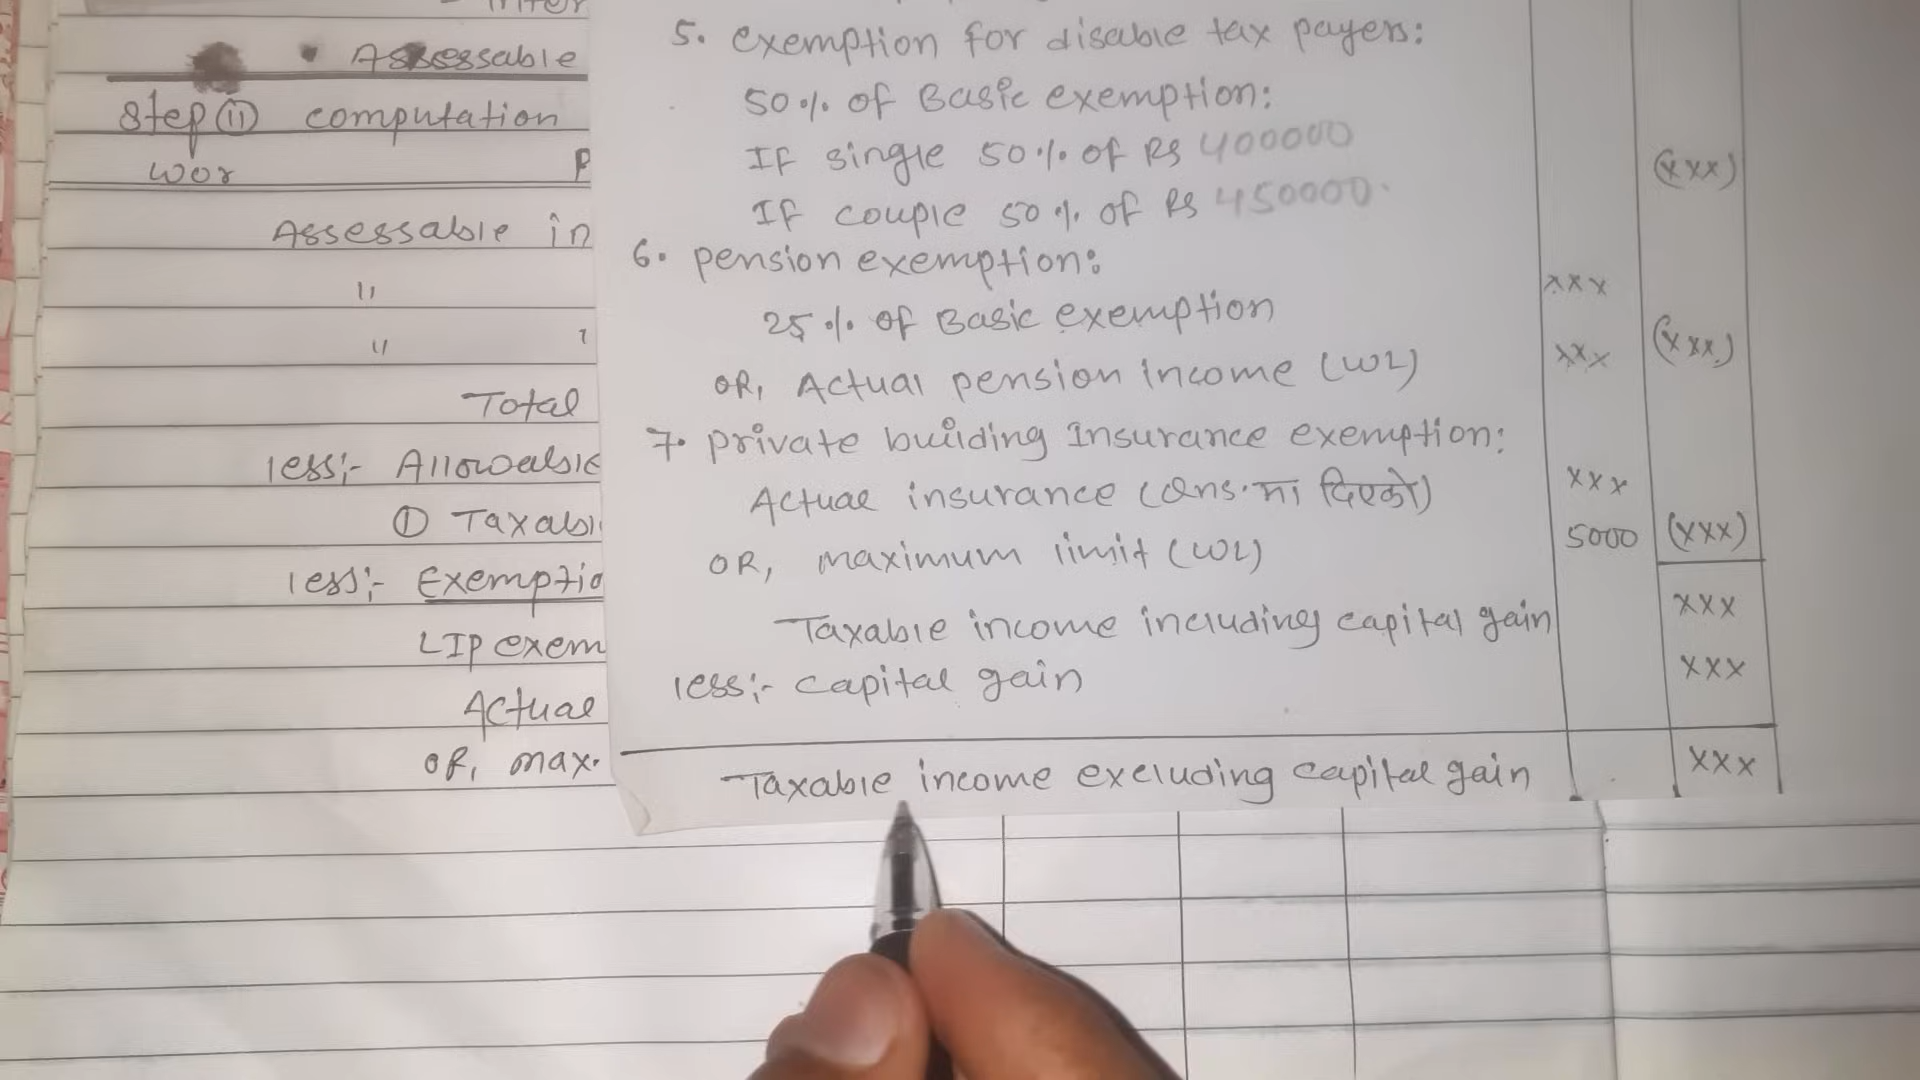 Assessable
Step (ii) computation
wor
Assessable in
"
"
Total
less:- Allowable
① Taxabl
less:- Exemptio
LIP exem
Actual
OR, max.
5. exemption for disable tax payers:
50% of Basic exemption:
If single 50% of Rs 400000 (xxx)
If couple 50% of Rs 450000.
6. pension exemption:
25% of Basic exemption xxx
OR, Actual pension income (WL) xxx (xxx)
7. private building Insurance exemption:
Actual insurance (Qns. मा दिएको) xxx
OR, maximum limit (WL) 5000 (xxx)
Taxable income including capital gain xxx
less:- capital gain xxx
Taxable income excluding capital gain xxx